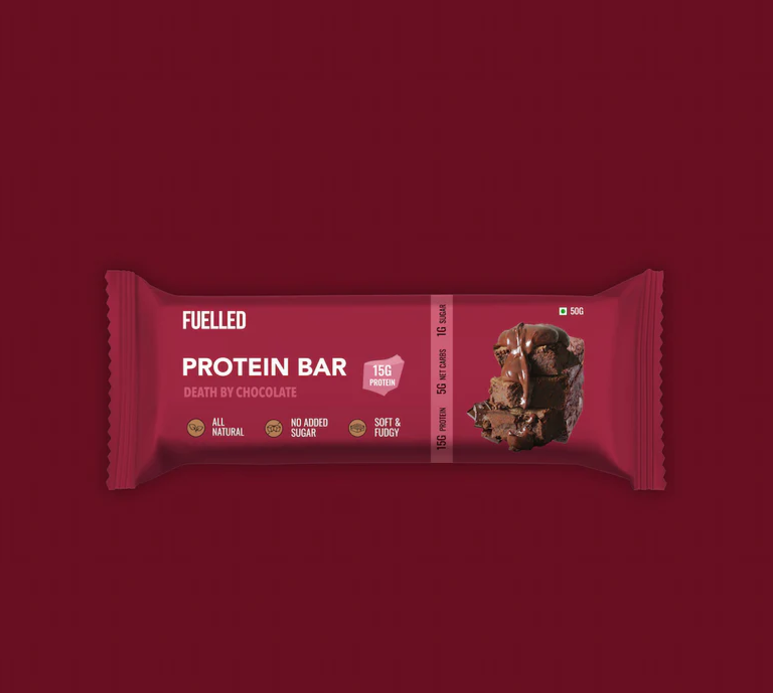 FUELLED
PROTEIN BAR
DEATH BY CHOCOLATE
15G
PROTEIN
ALL
NATURAL
NO ADDED
SUGAR
SOFT &
FUDGY
15G PROTEIN 5G NET CARBS 1G SUGAR
50G